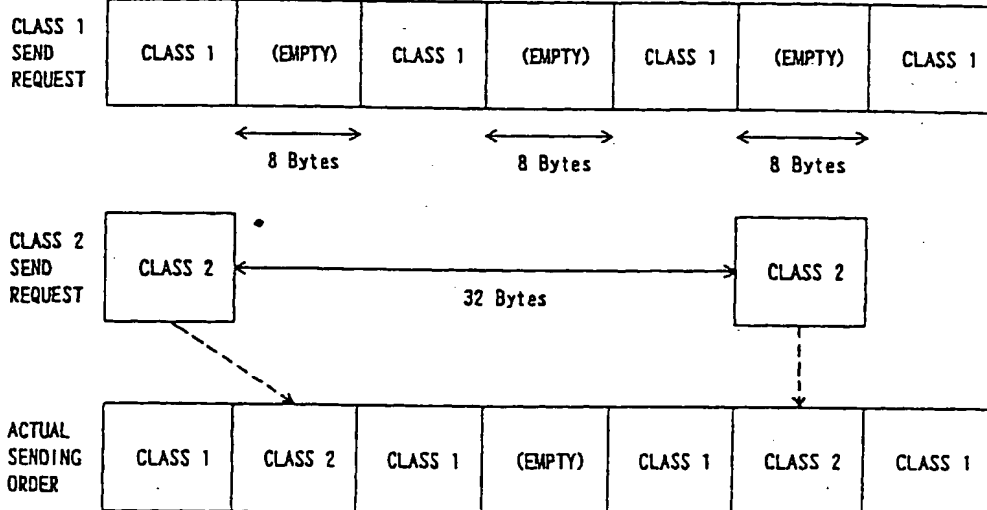 CLASS 1
SEND
REQUEST
CLASS 1 (EMPTY) CLASS 1 (EMPTY) CLASS 1 (EMPTY) CLASS 1
8 Bytes 8 Bytes 8 Bytes
CLASS 2
SEND
REQUEST
CLASS 2 CLASS 2
32 Bytes
ACTUAL
SENDING
ORDER
CLASS 1 CLASS 2 CLASS 1 (EMPTY) CLASS 1 CLASS 2 CLASS 1